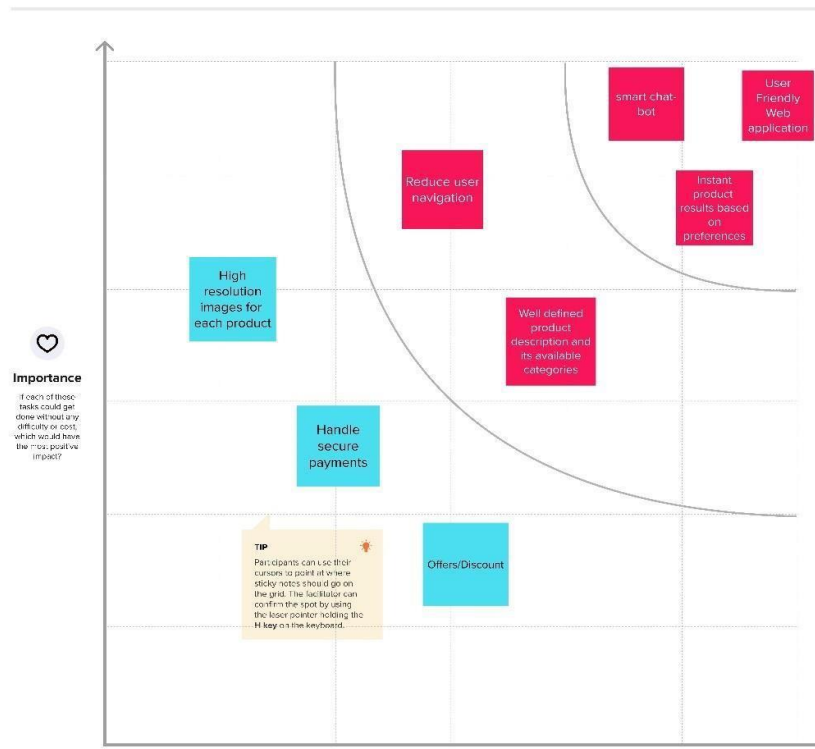 smart chat-
bot
User
Friendly
Web
application
Reduce user
navigation
Instant
product
results based
on
preferences
High
resolution
images for
each product
Well defined
product
description and
its available
categories
Importance
If each of these
tasks could get
done without any
difficulty or cost,
which would have
the most positive
impact?
Handle
secure
payments
TIP
Participants can use their
cursors to point at where
sticky notes should go on
the grid. The facilitator can
confirm the spot by using
the laser pointer holding the
H key on the keyboard.
Offers/Discount